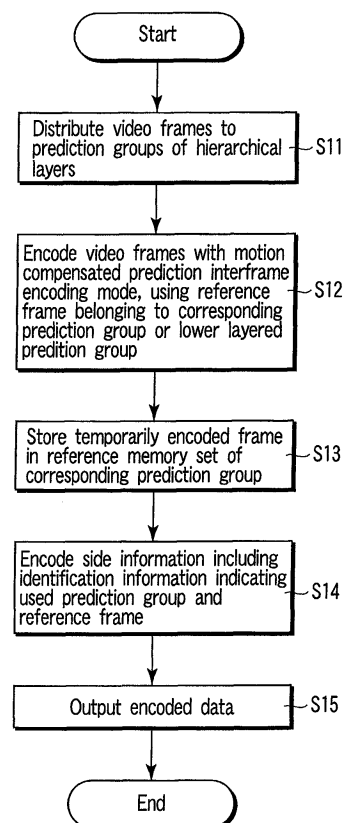 Start
Distribute video frames to
prediction groups of hierarchical
layers
S11
Encode video frames with motion
compensated prediction interframe
encoding mode, using reference
frame belonging to corresponding
prediction group or lower layered
predition group
S12
Store temporarily encoded frame
in reference memory set of
corresponding prediction group
S13
Encode side information including
identification information indicating
used prediction group and
reference frame
S14
Output encoded data
S15
End